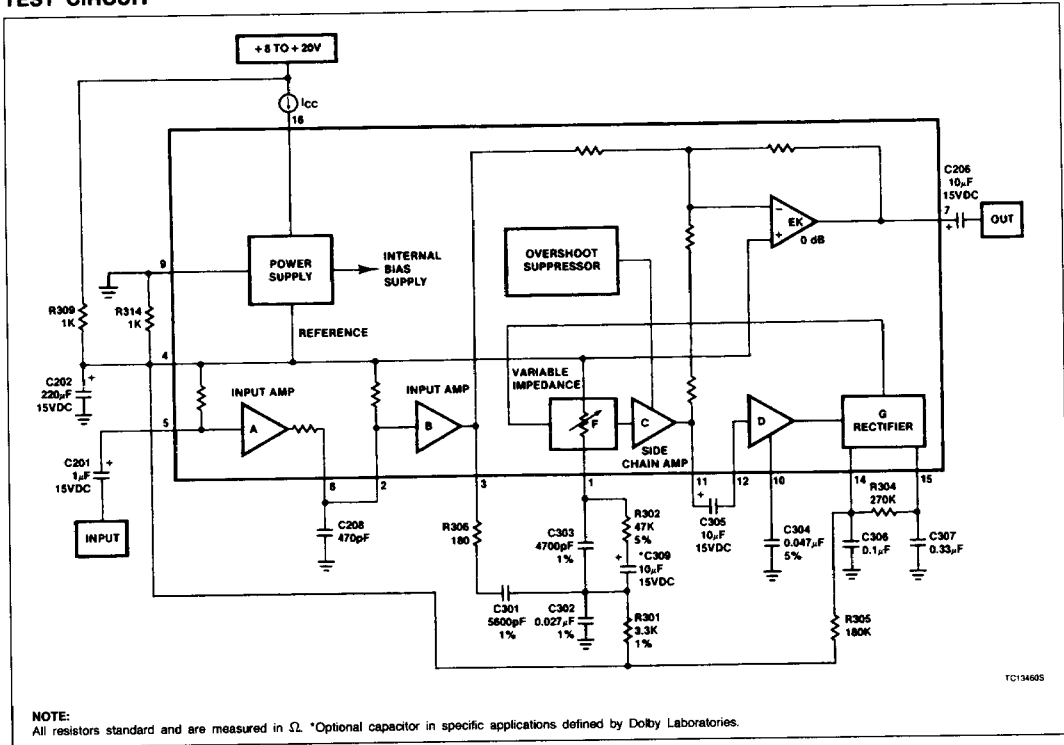 TEST CIRCUIT
+8 TO +20V
ICC
16
C206
10µF
15VDC
7
+
OUT
−
EK
+
0 dB
9
POWER
SUPPLY
INTERNAL
BIAS
SUPPLY
OVERSHOOT
SUPPRESSOR
R309
1K
R314
1K
REFERENCE
4
+
C202
220µF
15VDC
INPUT AMP
A
INPUT AMP
B
VARIABLE
IMPEDANCE
F
C
SIDE
CHAIN AMP
D
G
RECTIFIER
5
C201
1µF
15VDC
+
INPUT
6
2
3
1
11
12
10
14
15
C208
470pF
R306
180
C303
4700pF
1%
R302
47K
5%
+
*C309
10µF
15VDC
+
C305
10µF
15VDC
C304
0.047µF
5%
R304
270K
C306
0.1µF
C307
0.33µF
C301
5600pF
1%
C302
0.027µF
1%
R301
3.3K
1%
R305
180K
TC13460S
NOTE:
All resistors standard and are measured in Ω. *Optional capacitor in specific applications defined by Dolby Laboratories.